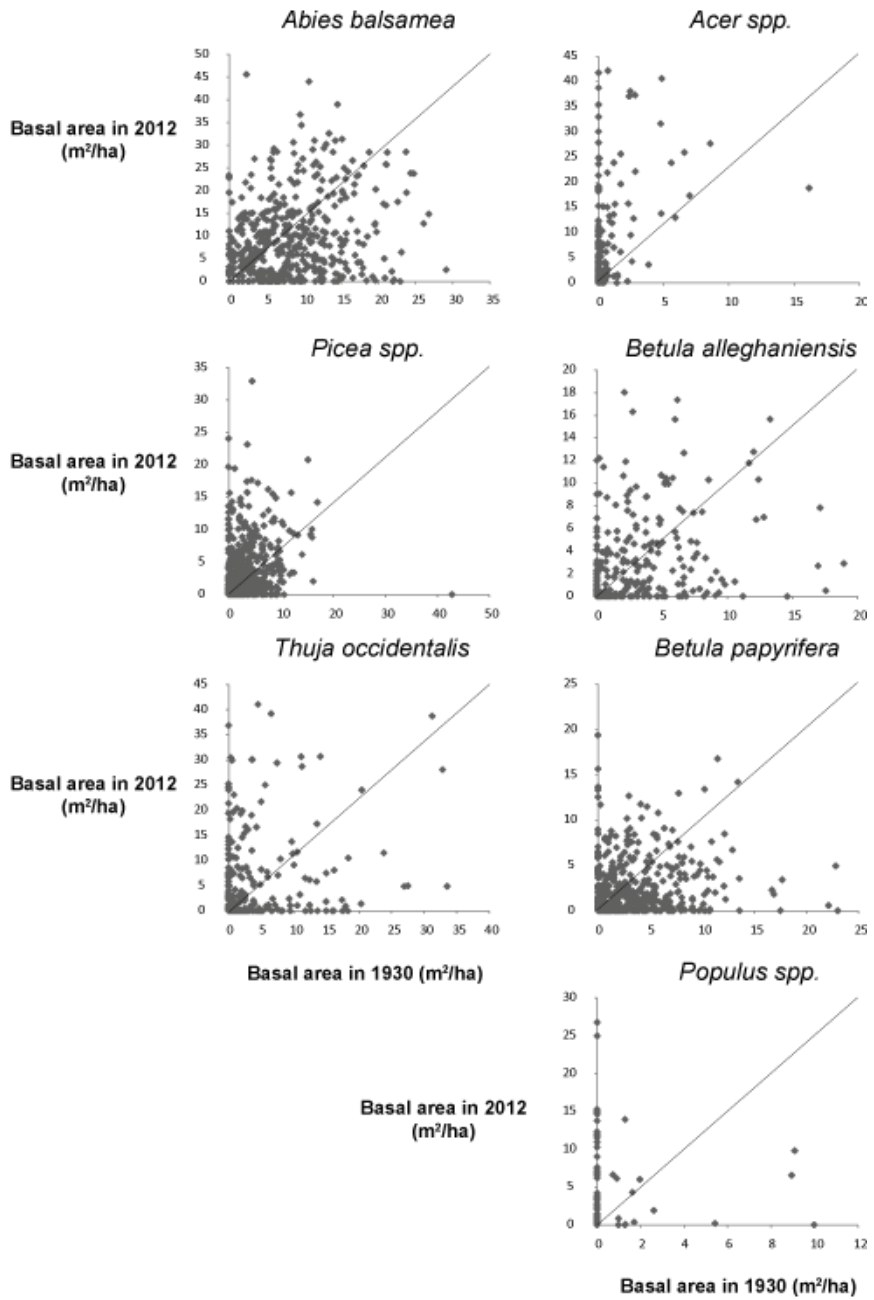 Abies balsamea
Acer spp.
50
45
40
35
30
25
20
15
10
5
0
0 5 10 15 20 25 30 35
Basal area in 2012
(m²/ha)
45
40
35
30
25
20
15
10
5
0
0 5 10 15 20
Picea spp.
Betula alleghaniensis
35
30
25
20
15
10
5
0
0 10 20 30 40 50
Basal area in 2012
(m²/ha)
20
18
16
14
12
10
8
6
4
2
0
0 5 10 15 20
Thuja occidentalis
Betula papyrifera
45
40
35
30
25
20
15
10
5
0
0 5 10 15 20 25 30 35 40
Basal area in 2012
(m²/ha)
Basal area in 1930 (m²/ha)
25
20
15
10
5
0
0 5 10 15 20 25
Populus spp.
30
25
20
15
10
5
0
0 2 4 6 8 10 12
Basal area in 2012
(m²/ha)
Basal area in 1930 (m²/ha)